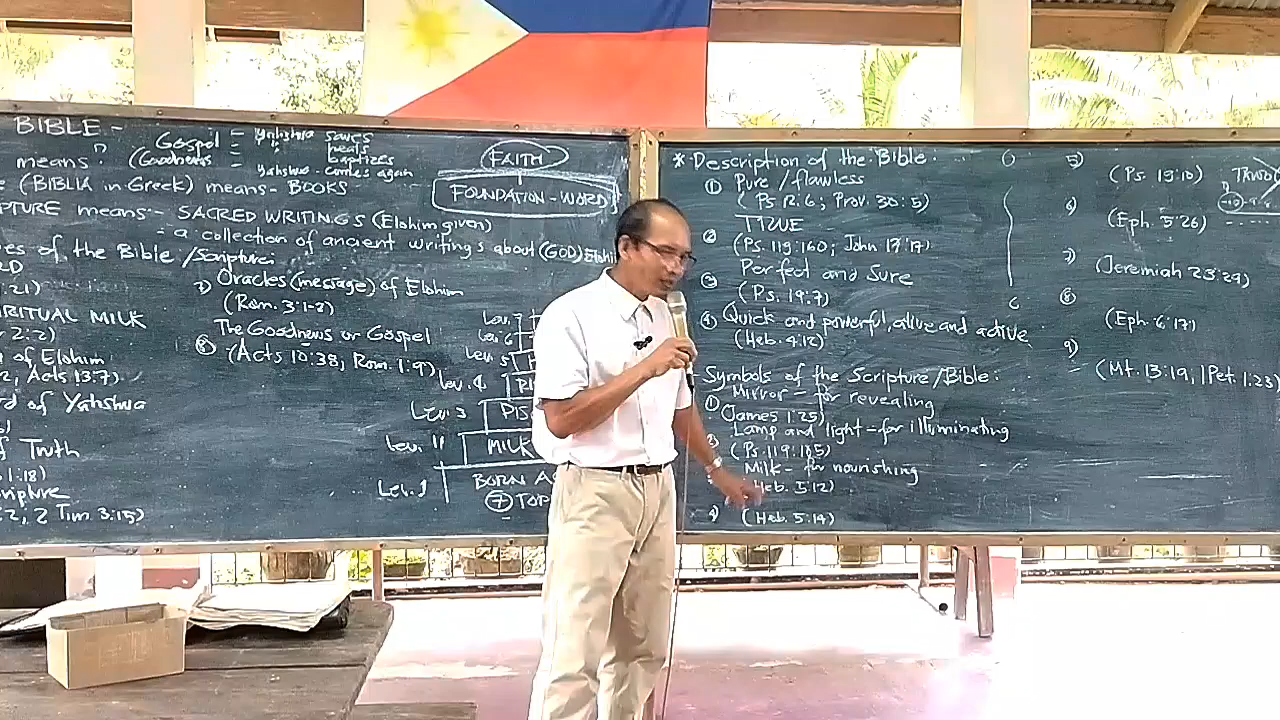 BIBLE -
means?
Gospel = Yahshua saves
heals
baptizes
(Goodnews = Yahshua - comes again
(BIBLIA in Greek) means - BOOKS
PTURE means - SACRED WRITINGS (Elohim given)
= a collection of ancient writings about (GOD) Elohi
es of the Bible / Scripture:
RD
:21)
RITUAL MILK
2:2)
of Elohim
2, Acts 13:7)
rd of Yahshua
f Truth
1:18)
ripture
:2, 2 Tim. 3:15)
7) Oracles (message) of Elohim
(Rom. 3:1-2)
The Goodnews or Gospel
8) (Acts 10:38; Rom. 1:9)
FAITH
FOUNDATION - WORD
Lev. 7
Lev. 6
Lev 5
Lev. 4
Lev. 3 PIS
Lev. 11 MILK
Lev. 1 BORN A
7 TOP
* Description of the Bible:
1 Pure / flawless
(Ps 12:6; Prov. 30:5)
TRUE
2 (Ps. 119:160; John 17:17)
Perfect and Sure
3 (Ps. 19:7)
4 Quick and powerful, alive and active
(Heb. 4:12)
Symbols of the Scripture/Bible:
Mirror - for revealing
1 (James 1:25)
Lamp and light - for illuminating
2 (Ps. 119:105)
Milk - for nourishing
Heb. 5:12)
4) (Heb. 5:14)
6
5) (Ps. 19:10)
6) (Eph. 5:26)
7) (Jeremiah 23:29)
8 (Eph. 6:17)
9) (Mt. 13:19, 1 Pet. 1:23)